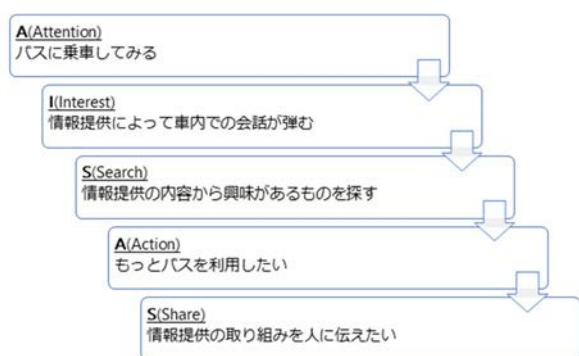 A(Attention)
バスに乗車してみる
I(Interest)
情報提供によって車内での会話が弾む
S(Search)
情報提供の内容から興味があるものを探す
A(Action)
もっとバスを利用したい
S(Share)
情報提供の取り組みを人に伝えたい